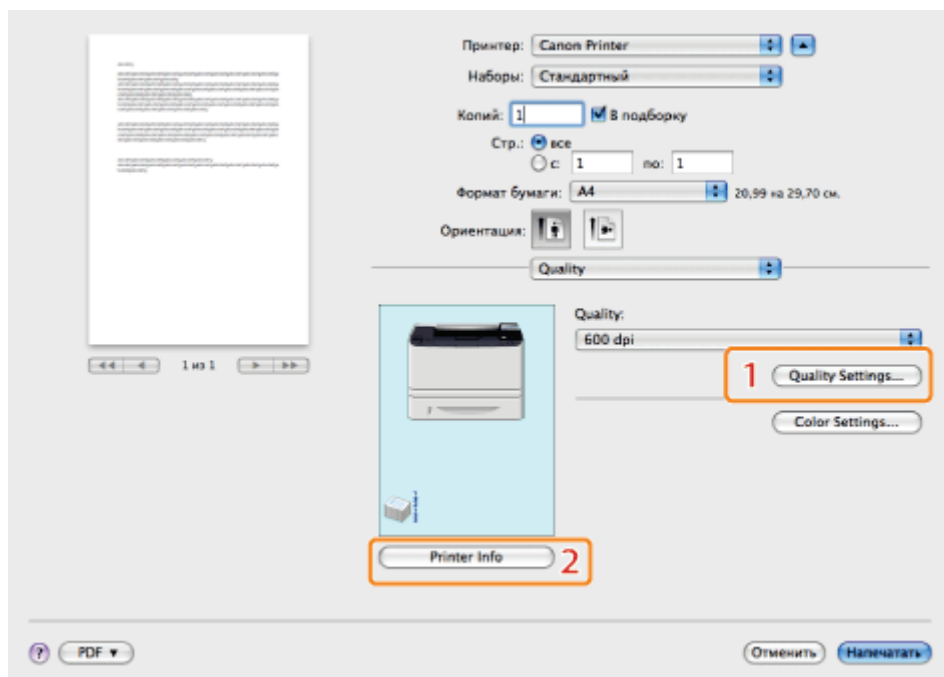 Принтер: Canon Printer
Наборы: Стандартный
Копий: 1 В подборку
Стр.: все
с: 1 по: 1
Формат бумаги: A4 20,99 на 29,70 см.
Ориентация:
Quality
Quality:
600 dpi
1 из 1
1 Quality Settings...
Color Settings...
Printer Info 2
? PDF
Отменить Напечатать